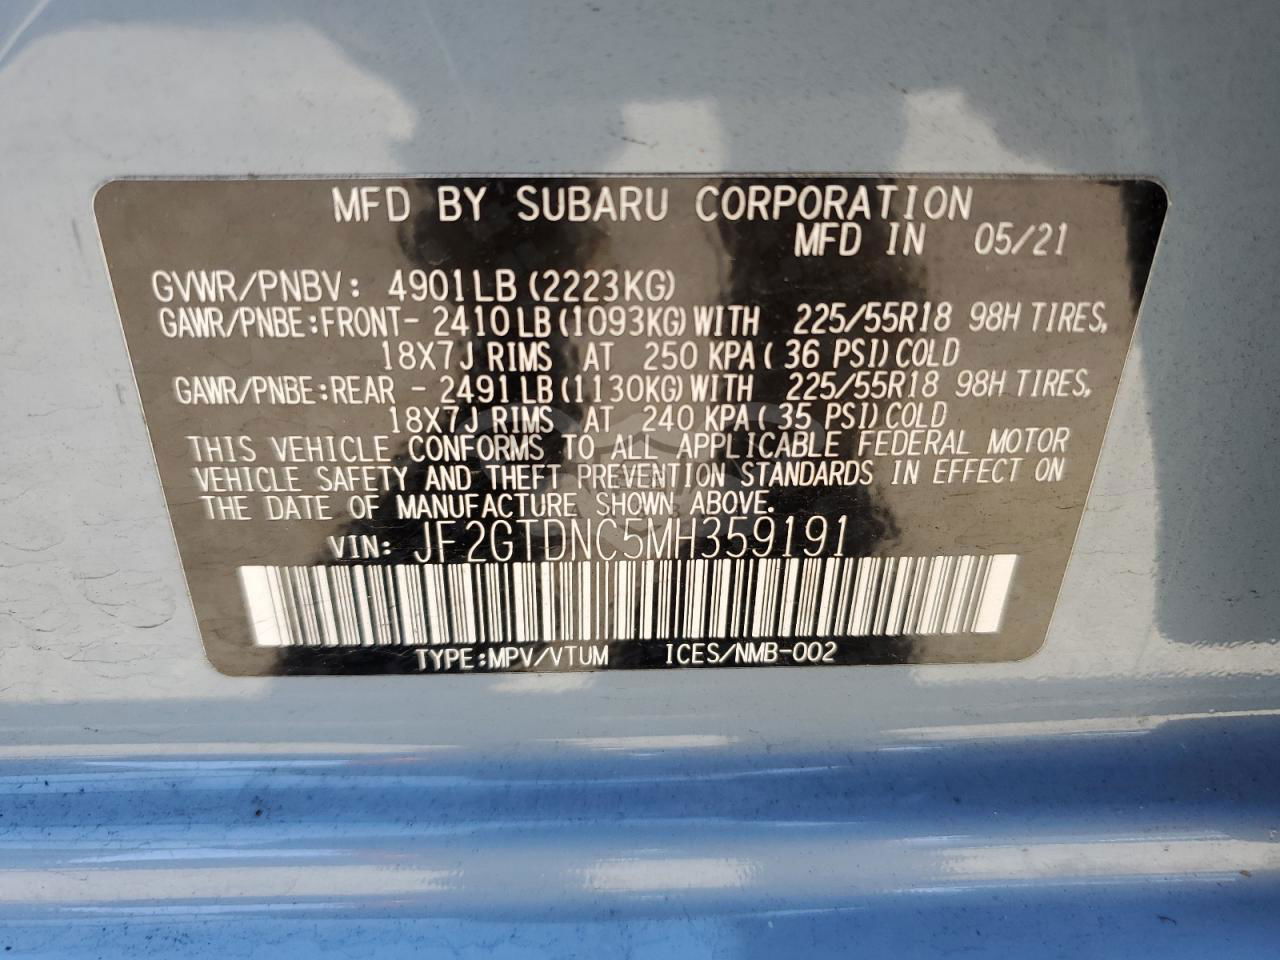 MFD BY SUBARU CORPORATION
MFD IN 05/21
GVWR/PNBV: 4901LB (2223KG)
GAWR/PNBE:FRONT- 2410 LB (1093KG) WITH 225/55R18 98H TIRES,
18X7J RIMS AT 250 KPA ( 36 PSI) COLD
GAWR/PNBE:REAR - 2491 LB (1130KG) WITH 225/55R18 98H TIRES,
18X7J RIMS AT 240 KPA ( 35 PSI) COLD
THIS VEHICLE CONFORMS TO ALL APPLICABLE FEDERAL MOTOR
VEHICLE SAFETY AND THEFT PREVENTION STANDARDS IN EFFECT ON
THE DATE OF MANUFACTURE SHOWN ABOVE.
VIN: JF2GTDNC5MH359191
TYPE:MPV/VTUM ICES/NMB-002